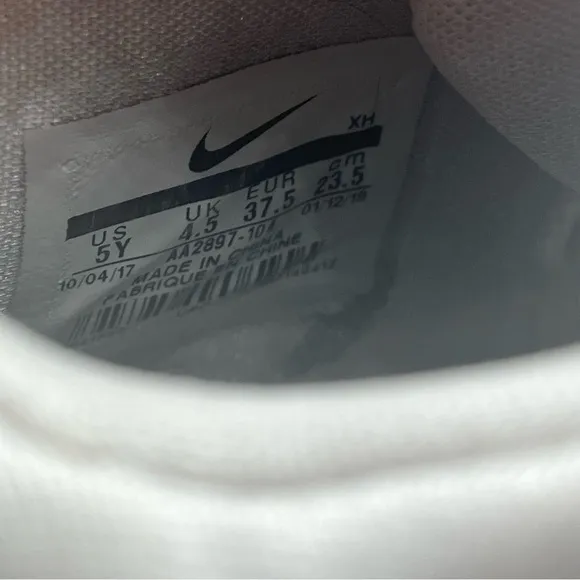 XH
US UK EUR cm
5Y 4.5 37.5 23.5
10/04/17 AA2897-107 01/12/18
MADE IN CHINA
FABRIQUE EN CHINE